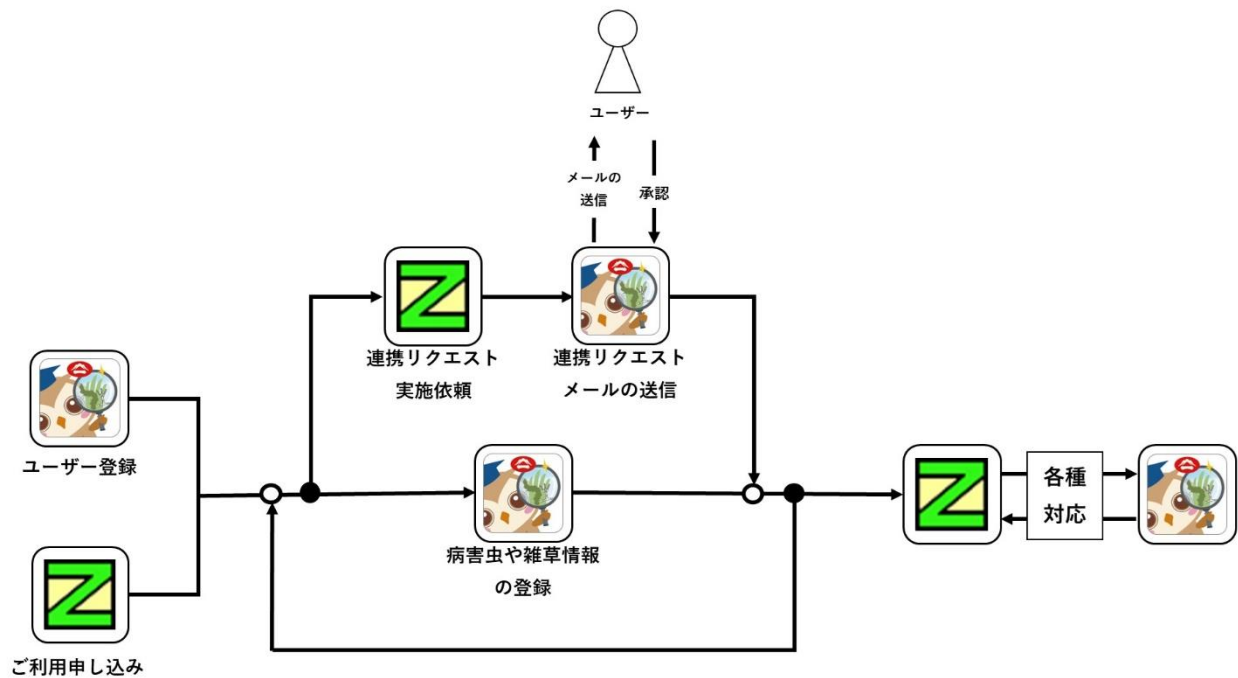 ユーザー
メールの
送信
承認
連携リクエスト
実施依頼
連携リクエスト
メールの送信
ユーザー登録
病害虫や雑草情報
の登録
各種
対応
ご利用申し込み